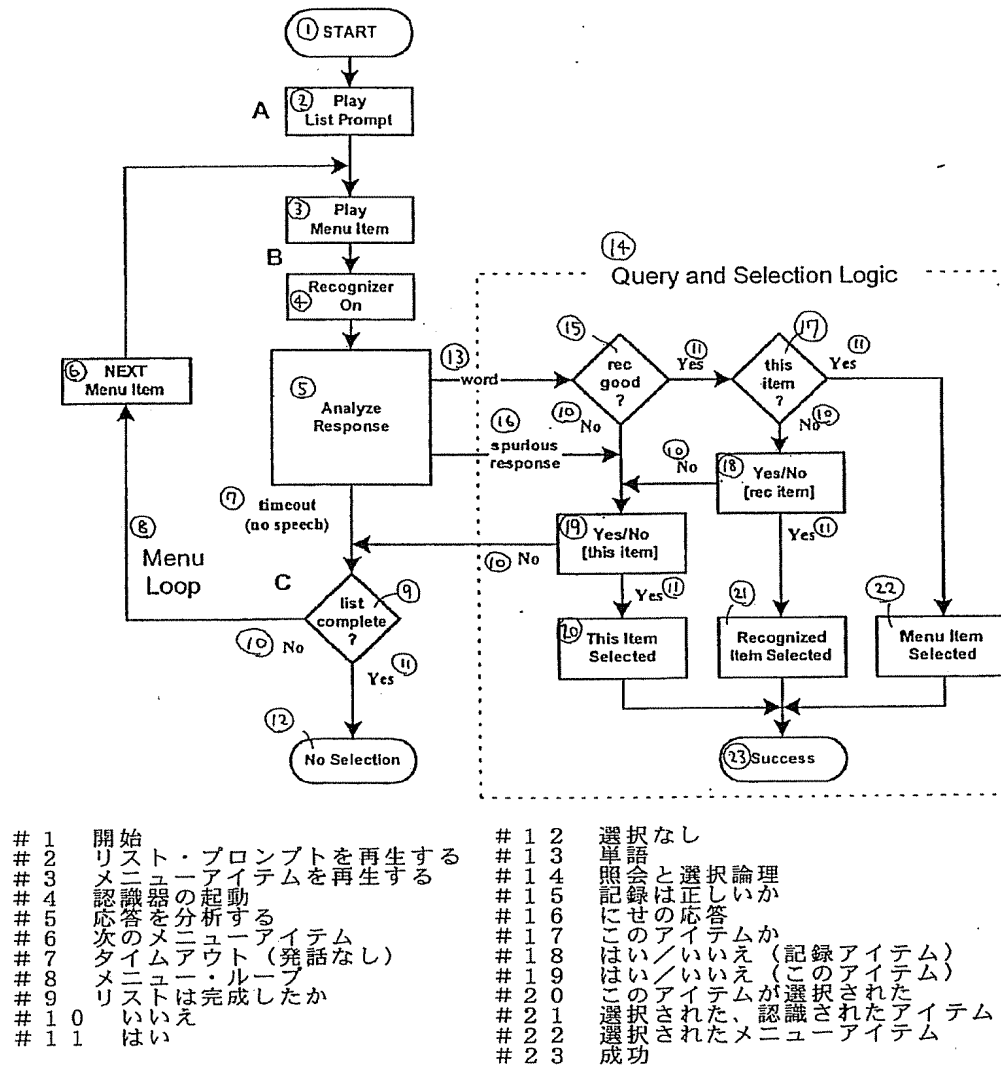 ① START
A
② Play
List Prompt
③ Play
Menu Item
B
④ Recognizer
On
⑤ Analyze
Response
⑥ NEXT
Menu Item
⑦ timeout
(no speech)
⑧
Menu
Loop
C
⑨
list
complete
?
⑩ No
Yes ⑪
⑫
No Selection
⑬
word
⑭
Query and Selection Logic
⑮
rec
good
?
Yes ⑪
⑩ No
⑯
spurious
response
⑰
this
item
?
Yes ⑪
No ⑩
⑱ Yes/No
[rec item]
⑩
No
Yes ⑪
⑲ Yes/No
[this item]
⑩ No
Yes ⑪
⑳ This Item
Selected
㉑
Recognized
Item Selected
㉒
Menu Item
Selected
㉓ Success
#1 開始
#2 リスト・プロンプトを再生する
#3 メニューアイテムを再生する
#4 認識器の起動
#5 応答を分析する
#6 次のメニューアイテム
#7 タイムアウト(発話なし)
#8 メニュー・ループ
#9 リストは完成したか
#10 いいえ
#11 はい
#12 選択なし
#13 単語
#14 照会と選択論理
#15 記録は正しいか
#16 にせの応答
#17 このアイテムか
#18 はい/いいえ(記録アイテム)
#19 はい/いいえ(このアイテム)
#20 このアイテムが選択された
#21 選択された、認識されたアイテム
#22 選択されたメニューアイテム
#23 成功